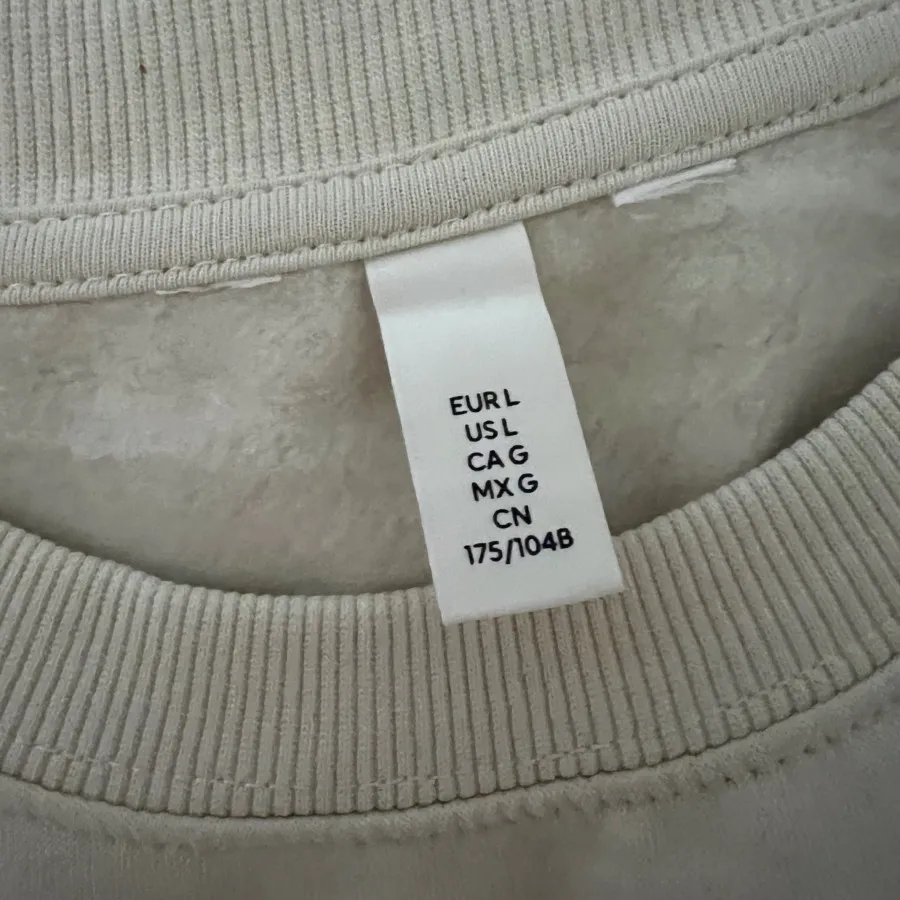 EUR L
US L
CA G
MX G
CN
175/104B